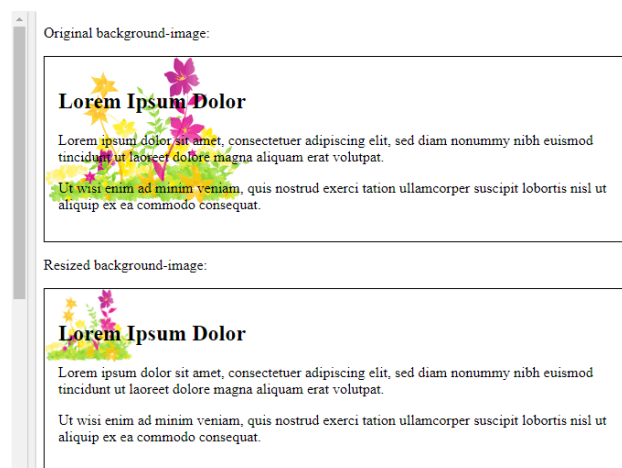 Original background-image:
Lorem Ipsum Dolor
Lorem ipsum dolor sit amet, consectetuer adipiscing elit, sed diam nonummy nibh euismod
tincidunt ut laoreet dolore magna aliquam erat volutpat.
Ut wisi enim ad minim veniam, quis nostrud exerci tation ullamcorper suscipit lobortis nisl ut
aliquip ex ea commodo consequat.
Resized background-image:
Lorem Ipsum Dolor
Lorem ipsum dolor sit amet, consectetuer adipiscing elit, sed diam nonummy nibh euismod
tincidunt ut laoreet dolore magna aliquam erat volutpat.
Ut wisi enim ad minim veniam, quis nostrud exerci tation ullamcorper suscipit lobortis nisl ut
aliquip ex ea commodo consequat.